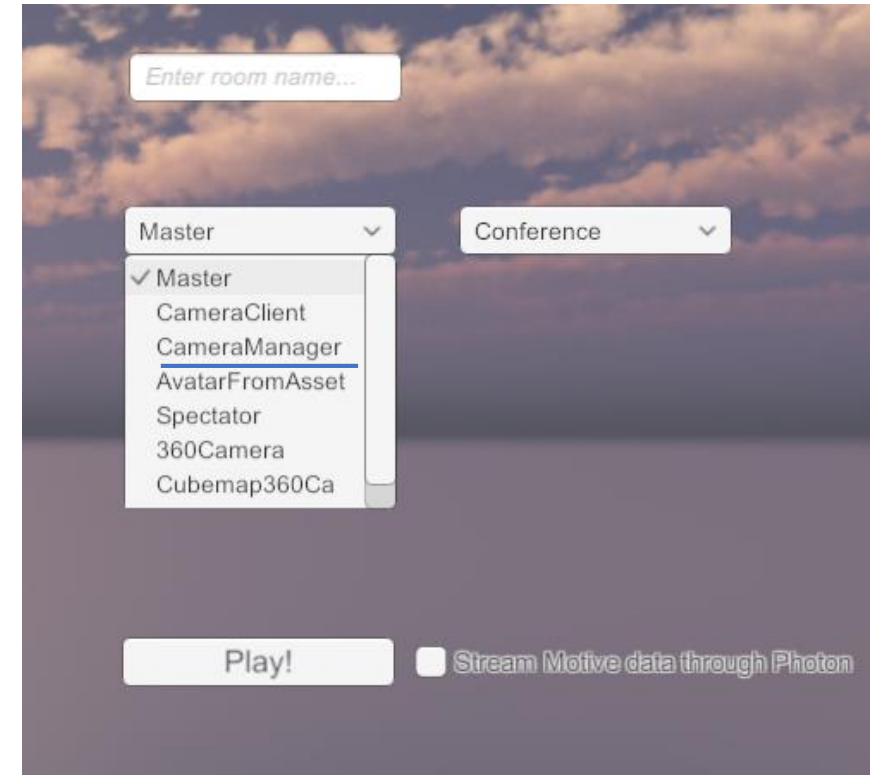 Enter room name...
Master
Conference
Master
CameraClient
CameraManager
AvatarFromAsset
Spectator
360Camera
Cubemap360Ca
Play!
Stream Motive data through Photon